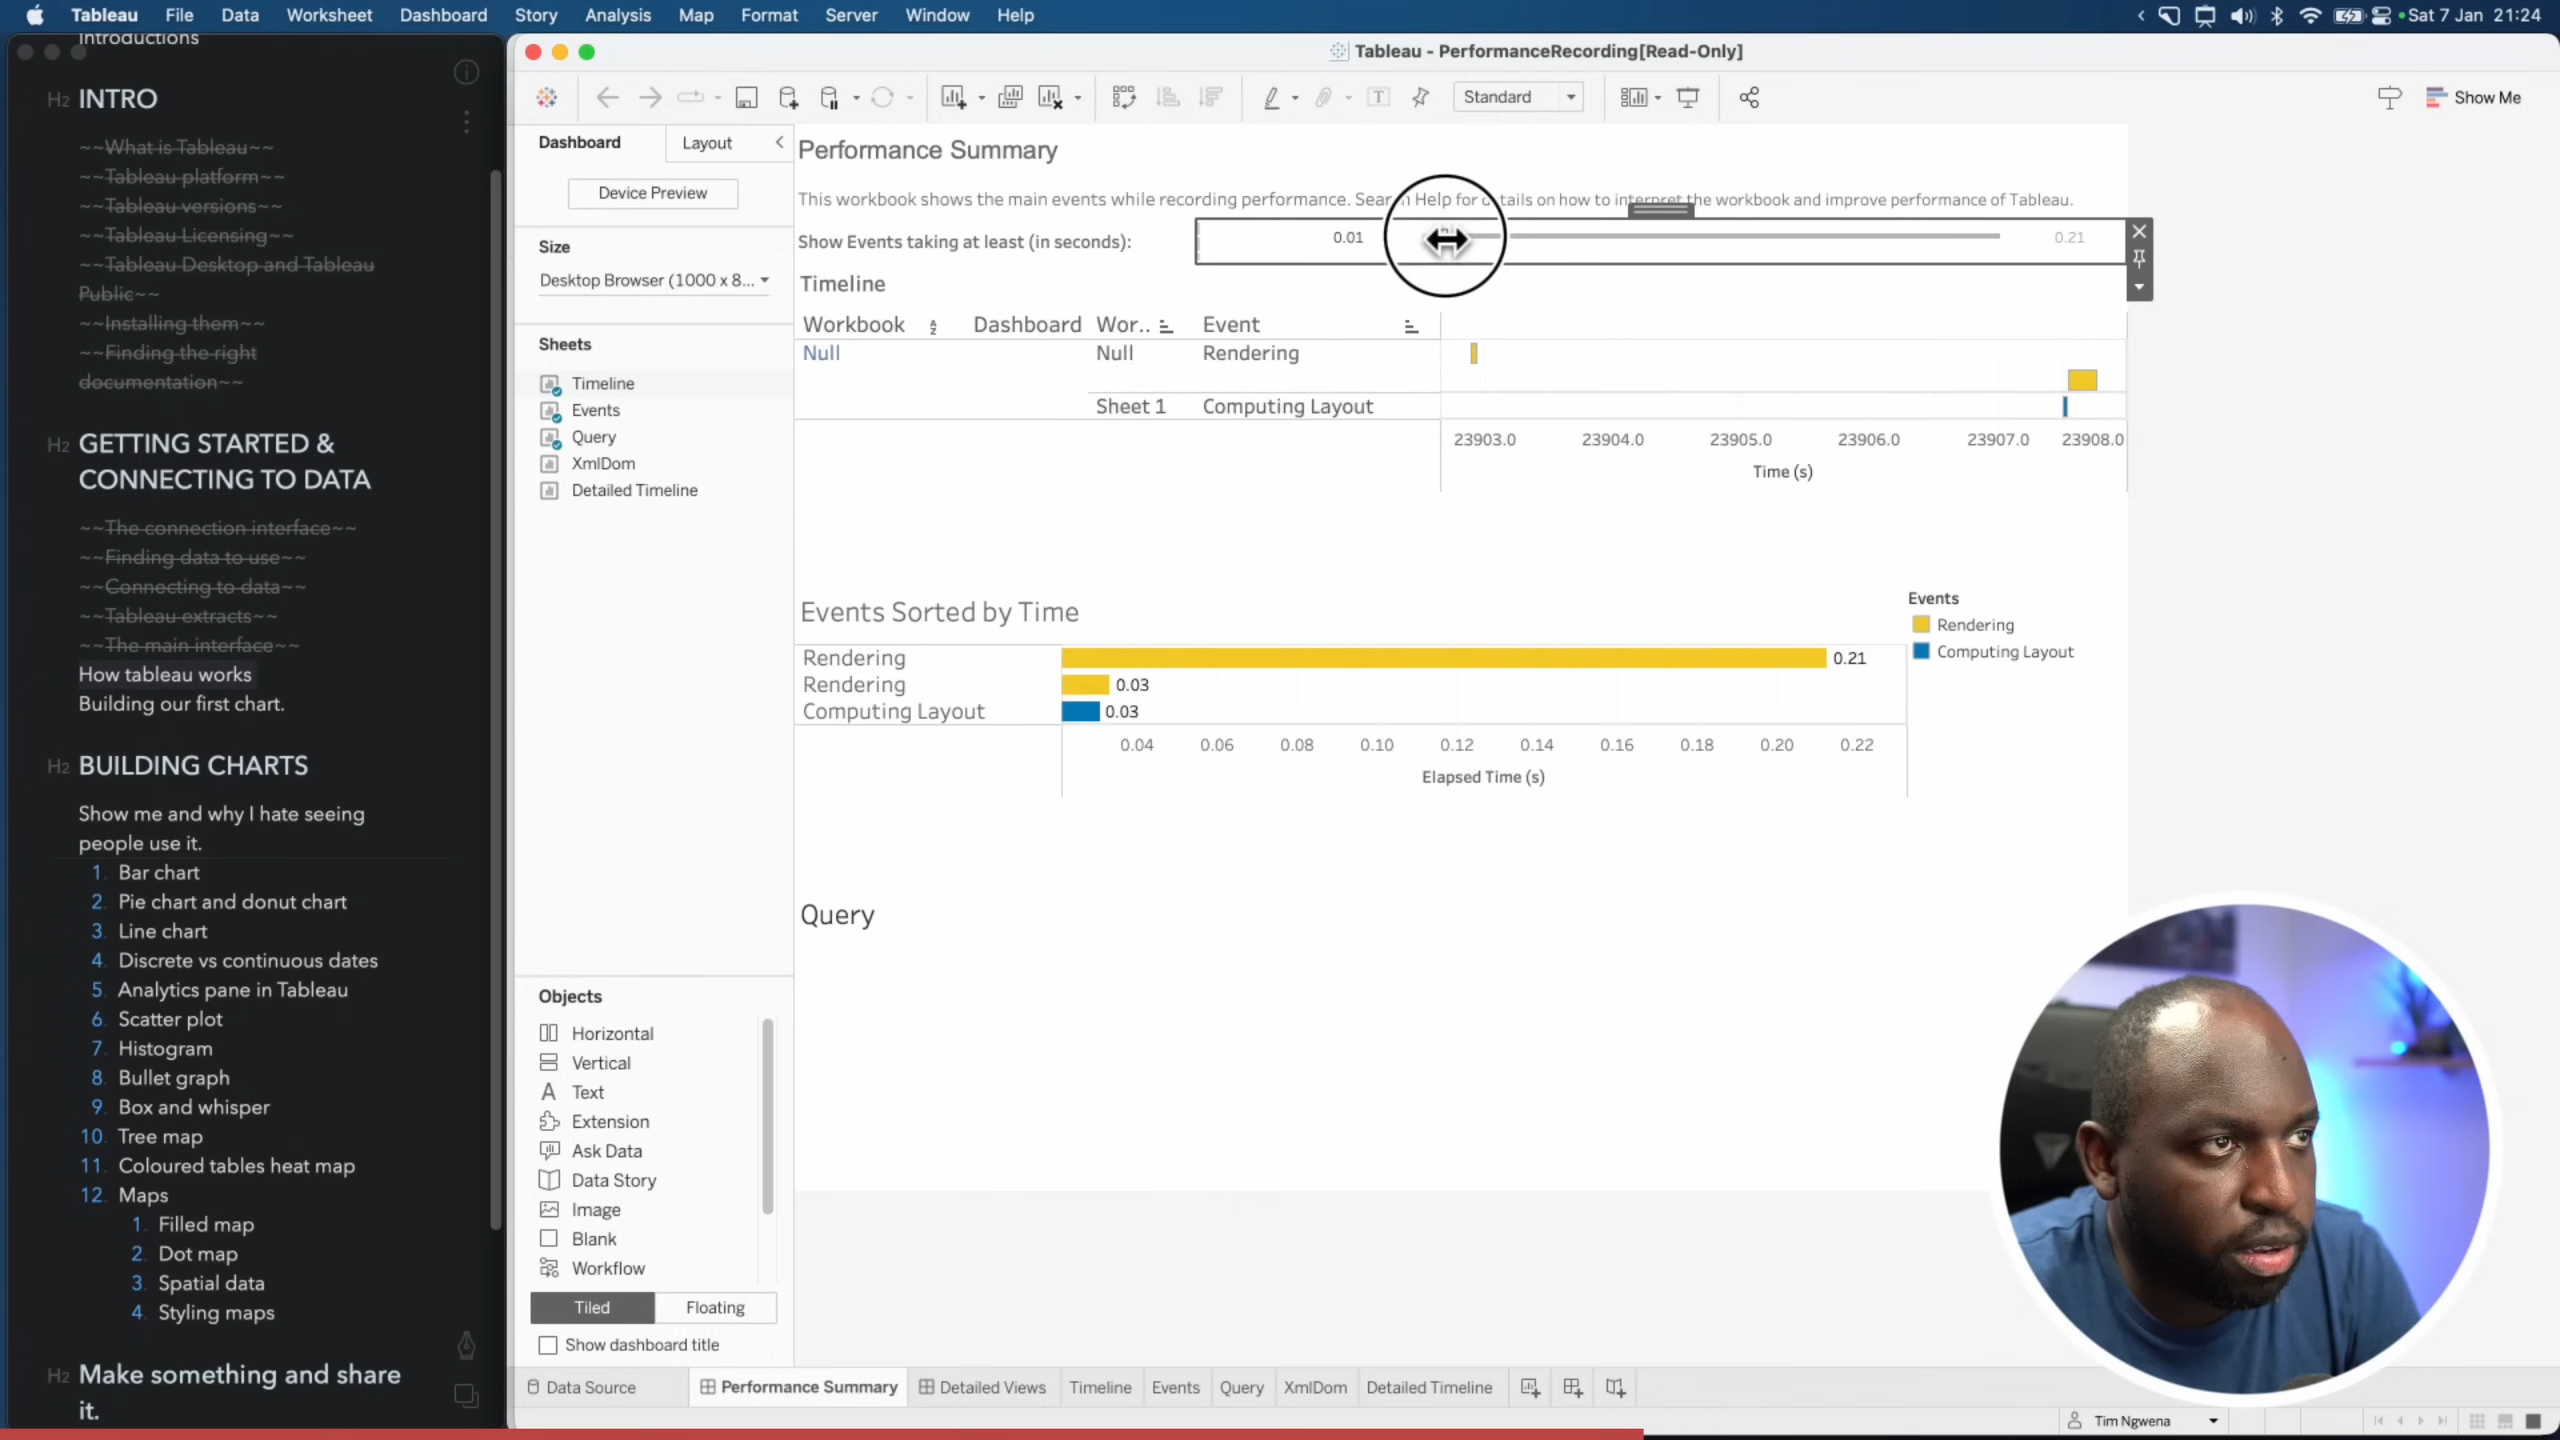 Tableau File Data Worksheet Dashboard Story Analysis Map Format Server Window Help
Sat 7 Jan 21:24
Introductions
H2 INTRO
~~What is Tableau~~
~~Tableau platform~~
~~Tableau versions~~
~~Tableau Licensing~~
~~Tableau Desktop and Tableau
Public~~
~~Installing them~~
~~Finding the right
documentation~~
H2 GETTING STARTED &
CONNECTING TO DATA
~~The connection interface~~
~~Finding data to use~~
~~Connecting to data~~
~~Tableau extracts~~
~~The main interface~~
How tableau works
Building our first chart.
H2 BUILDING CHARTS
Show me and why I hate seeing
people use it.
1. Bar chart
2. Pie chart and donut chart
3. Line chart
4. Discrete vs continuous dates
5. Analytics pane in Tableau
6. Scatter plot
7. Histogram
8. Bullet graph
9. Box and whisper
10. Tree map
11. Coloured tables heat map
12. Maps
1. Filled map
2. Dot map
3. Spatial data
4. Styling maps
H2 Make something and share
it.
Tableau - PerformanceRecording[Read-Only]
Standard
Show Me
Dashboard Layout
Device Preview
Size
Desktop Browser (1000 x 8...
Sheets
Timeline
Events
Query
XmlDom
Detailed Timeline
Objects
Horizontal
Vertical
Text
Extension
Ask Data
Data Story
Image
Blank
Workflow
Tiled Floating
Show dashboard title
Performance Summary
This workbook shows the main events while recording performance. Search Help for details on how to interpret the workbook and improve performance of Tableau.
Show Events taking at least (in seconds): 0.01 0.21
Timeline
Workbook Dashboard Wor.. Event
Null Null Rendering
Sheet 1 Computing Layout
23903.0 23904.0 23905.0 23906.0 23907.0 23908.0
Time (s)
Events Sorted by Time
Rendering 0.21
Rendering 0.03
Computing Layout 0.03
0.04 0.06 0.08 0.10 0.12 0.14 0.16 0.18 0.20 0.22
Elapsed Time (s)
Events
Rendering
Computing Layout
Query
Data Source Performance Summary Detailed Views Timeline Events Query XmlDom Detailed Timeline
Tim Ngwena